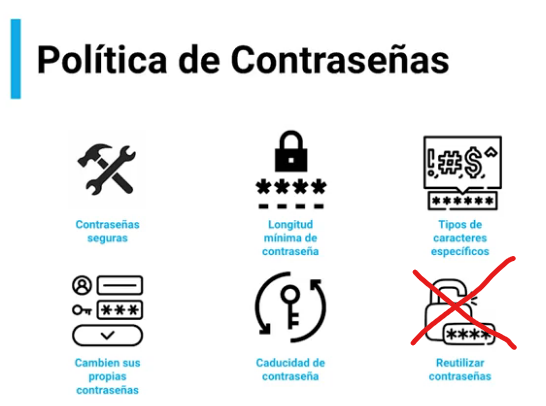 Política de Contraseñas
Contraseñas
seguras
Longitud
mínima de
contraseña
!#$^
******
Tipos de
caracteres
específicos
****
***
Cambien sus
propias
contraseñas
Caducidad de
contraseña
****
Reutilizar
contraseñas